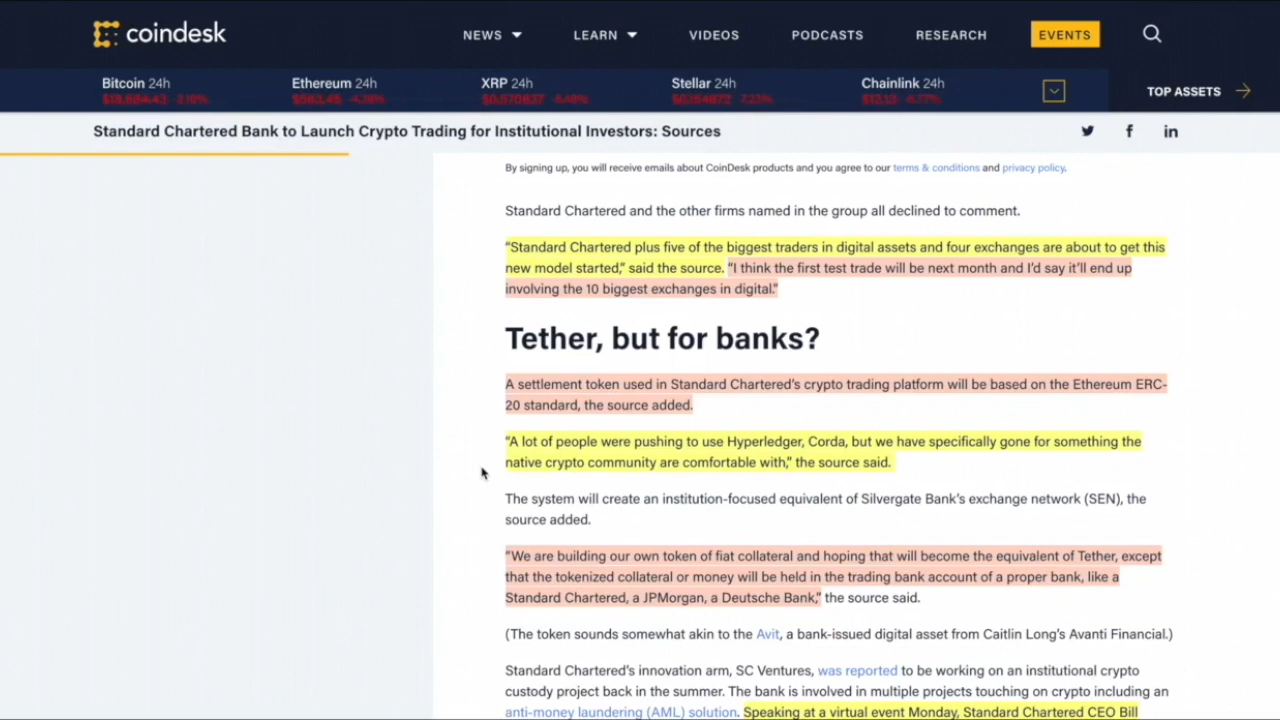 coindesk
NEWS LEARN VIDEOS PODCASTS RESEARCH EVENTS
Bitcoin 24h Ethereum 24h XRP 24h Stellar 24h Chainlink 24h
TOP ASSETS
Standard Chartered Bank to Launch Crypto Trading for Institutional Investors: Sources
By signing up, you will receive emails about CoinDesk products and you agree to our terms & conditions and privacy policy.
Standard Chartered and the other firms named in the group all declined to comment.
“Standard Chartered plus five of the biggest traders in digital assets and four exchanges are about to get this
new model started,” said the source. “I think the first test trade will be next month and I’d say it’ll end up
involving the 10 biggest exchanges in digital.”
Tether, but for banks?
A settlement token used in Standard Chartered’s crypto trading platform will be based on the Ethereum ERC-
20 standard, the source added.
“A lot of people were pushing to use Hyperledger, Corda, but we have specifically gone for something the
native crypto community are comfortable with,” the source said.
The system will create an institution-focused equivalent of Silvergate Bank’s exchange network (SEN), the
source added.
“We are building our own token of fiat collateral and hoping that will become the equivalent of Tether, except
that the tokenized collateral or money will be held in the trading bank account of a proper bank, like a
Standard Chartered, a JPMorgan, a Deutsche Bank,” the source said.
(The token sounds somewhat akin to the Avit, a bank-issued digital asset from Caitlin Long’s Avanti Financial.)
Standard Chartered’s innovation arm, SC Ventures, was reported to be working on an institutional crypto
custody project back in the summer. The bank is involved in multiple projects touching on crypto including an
anti-money laundering (AML) solution. Speaking at a virtual event Monday, Standard Chartered CEO Bill